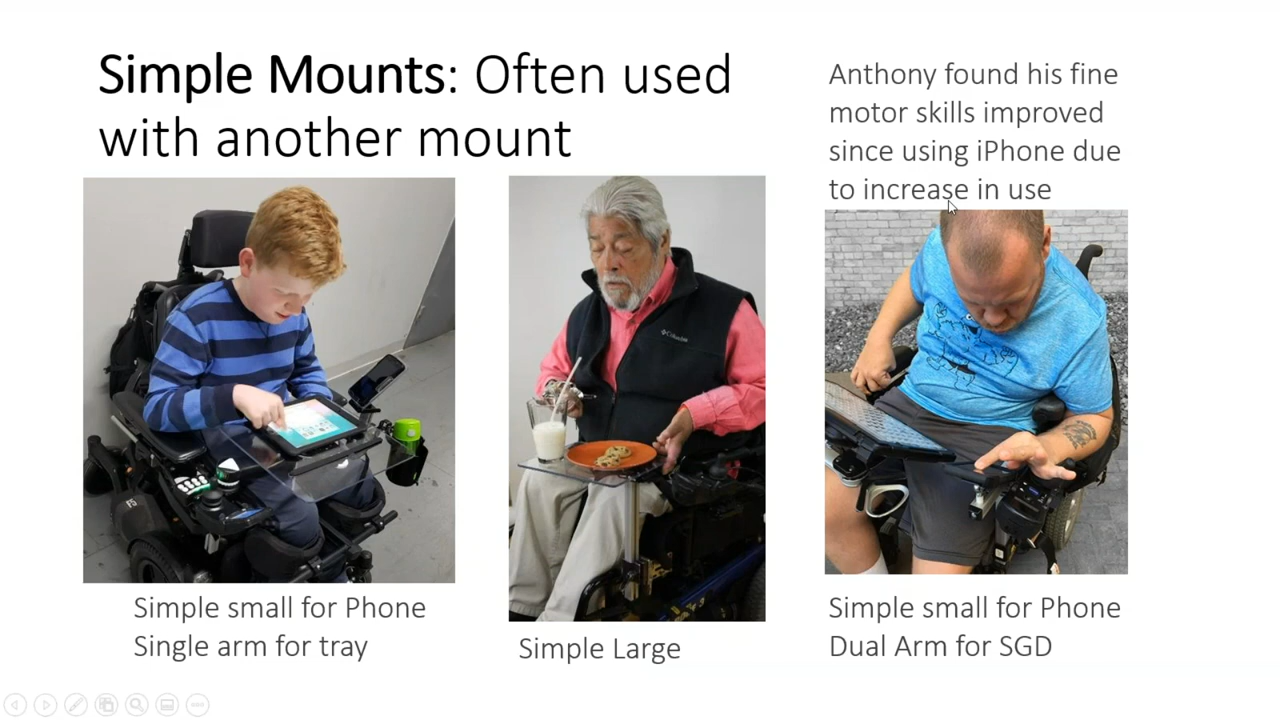 Simple Mounts: Often used
with another mount
Anthony found his fine
motor skills improved
since using iPhone due
to increase in use
Columbia
Simple small for Phone
Single arm for tray
Simple Large
Simple small for Phone
Dual Arm for SGD